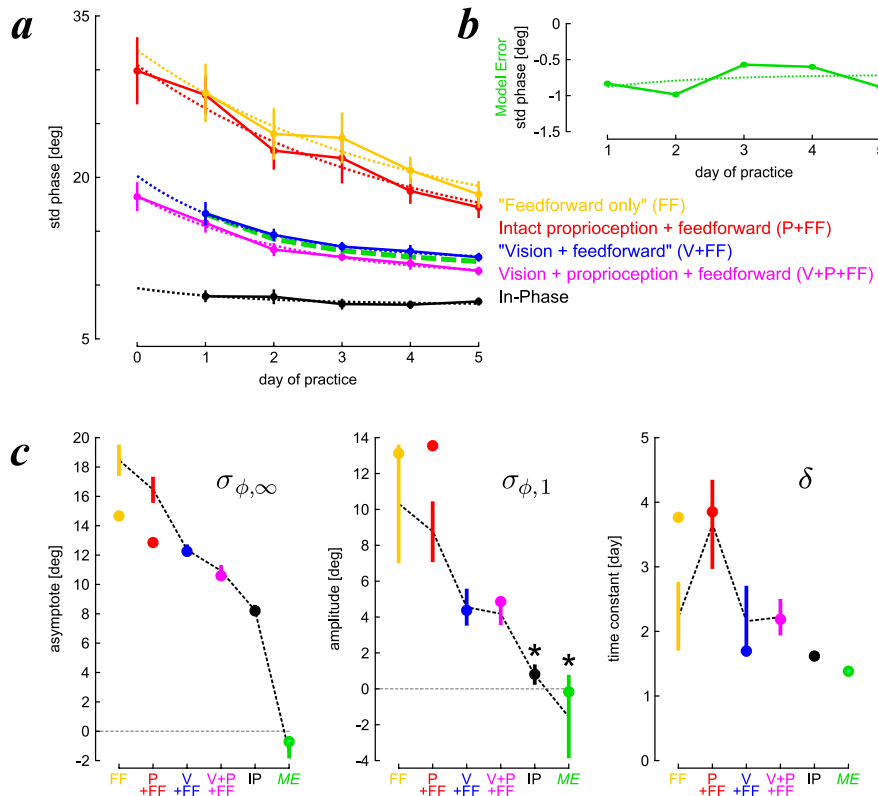 a
35
20
5
std phase [deg]
0
1
2
3
4
5
day of practice
b
Model Error
std phase [deg]
0
−0.5
−1
−1.5
1
2
3
4
5
day of practice
"Feedforward only" (FF)
Intact proprioception + feedforward (P+FF)
"Vision + feedforward" (V+FF)
Vision + proprioception + feedforward (V+P+FF)
In-Phase
c
asymptote [deg]
20
18
16
14
12
10
8
6
4
2
0
-2
σϕ,∞
FF
P
+FF
V
+FF
V+P
+FF
IP
ME
amplitude [deg]
14
12
10
8
6
4
2
0
-2
-4
σϕ,1
*
*
FF
P
+FF
V
+FF
V+P
+FF
IP
ME
time constant [day]
5
4
3
2
1
0
δ
FF
P
+FF
V
+FF
V+P
+FF
IP
ME